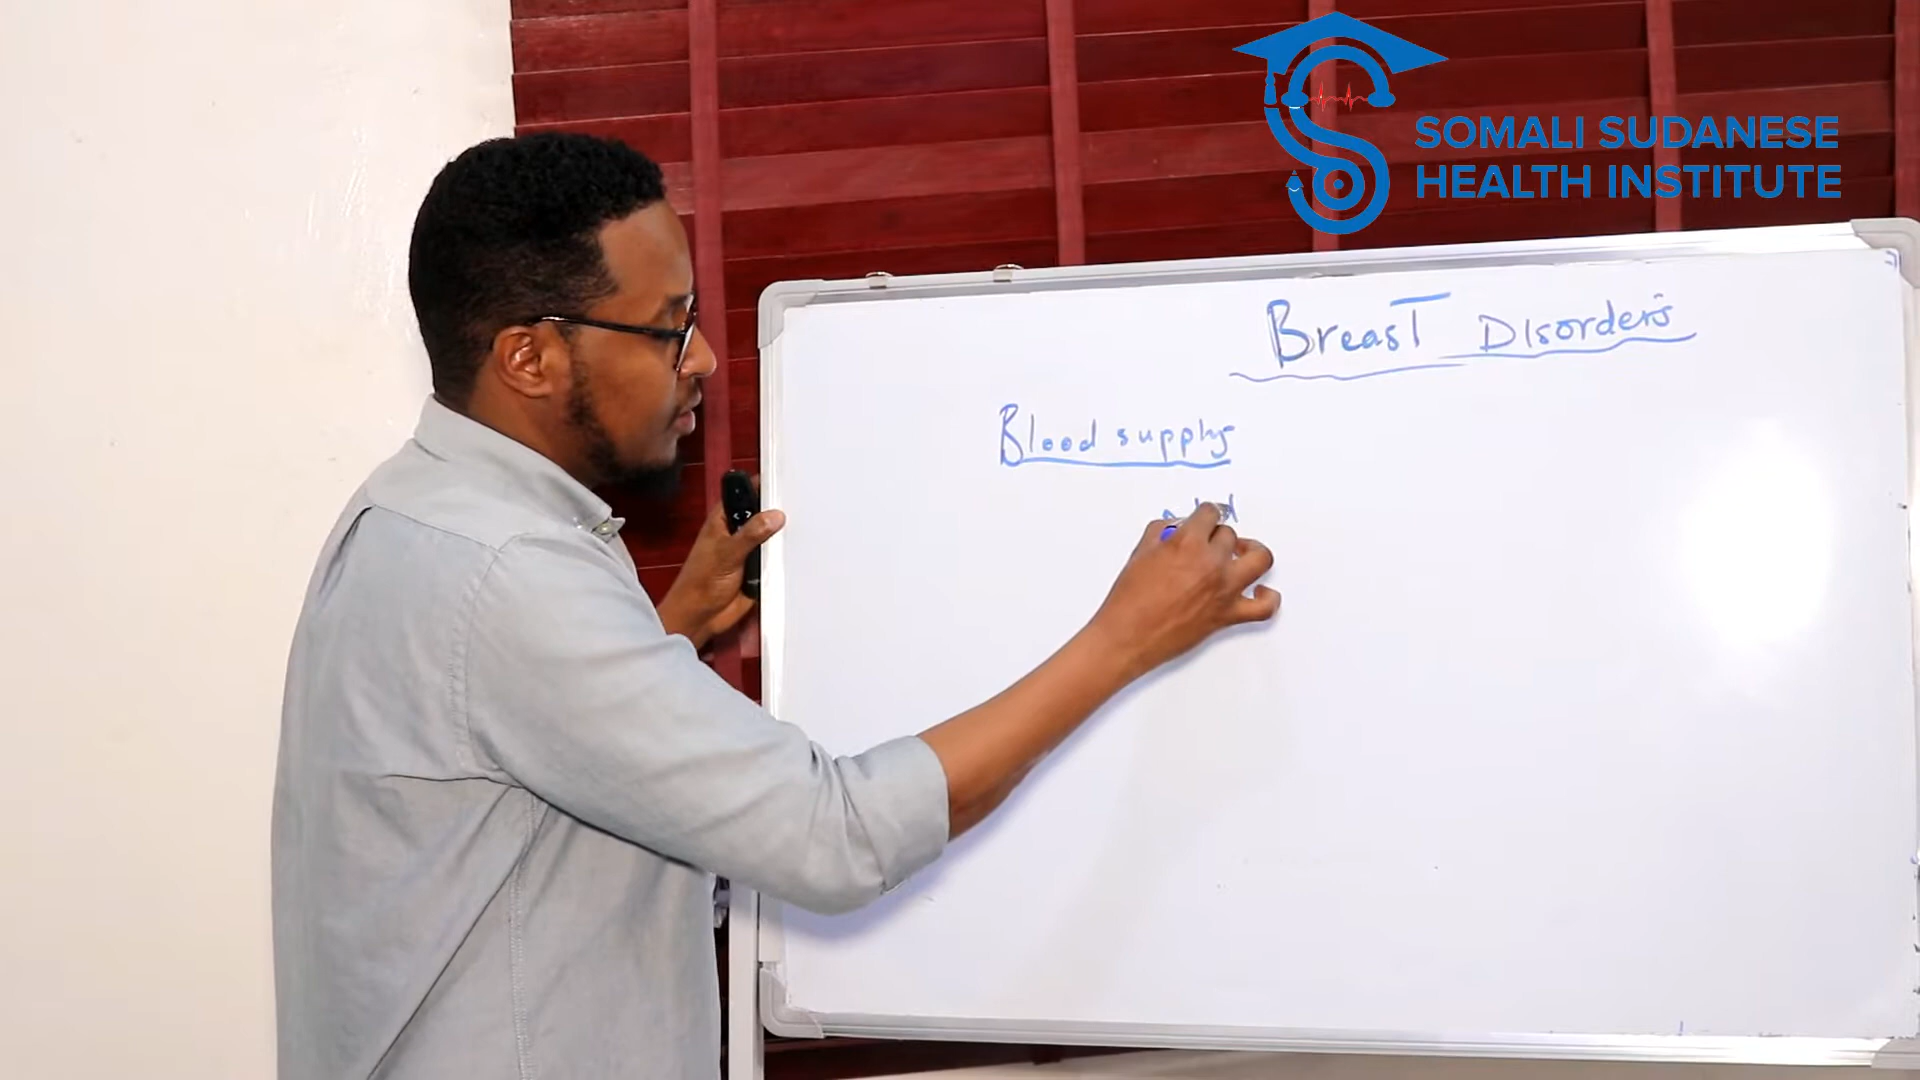 SOMALI SUDANESE
HEALTH INSTITUTE
Breast Disorders
Blood supply